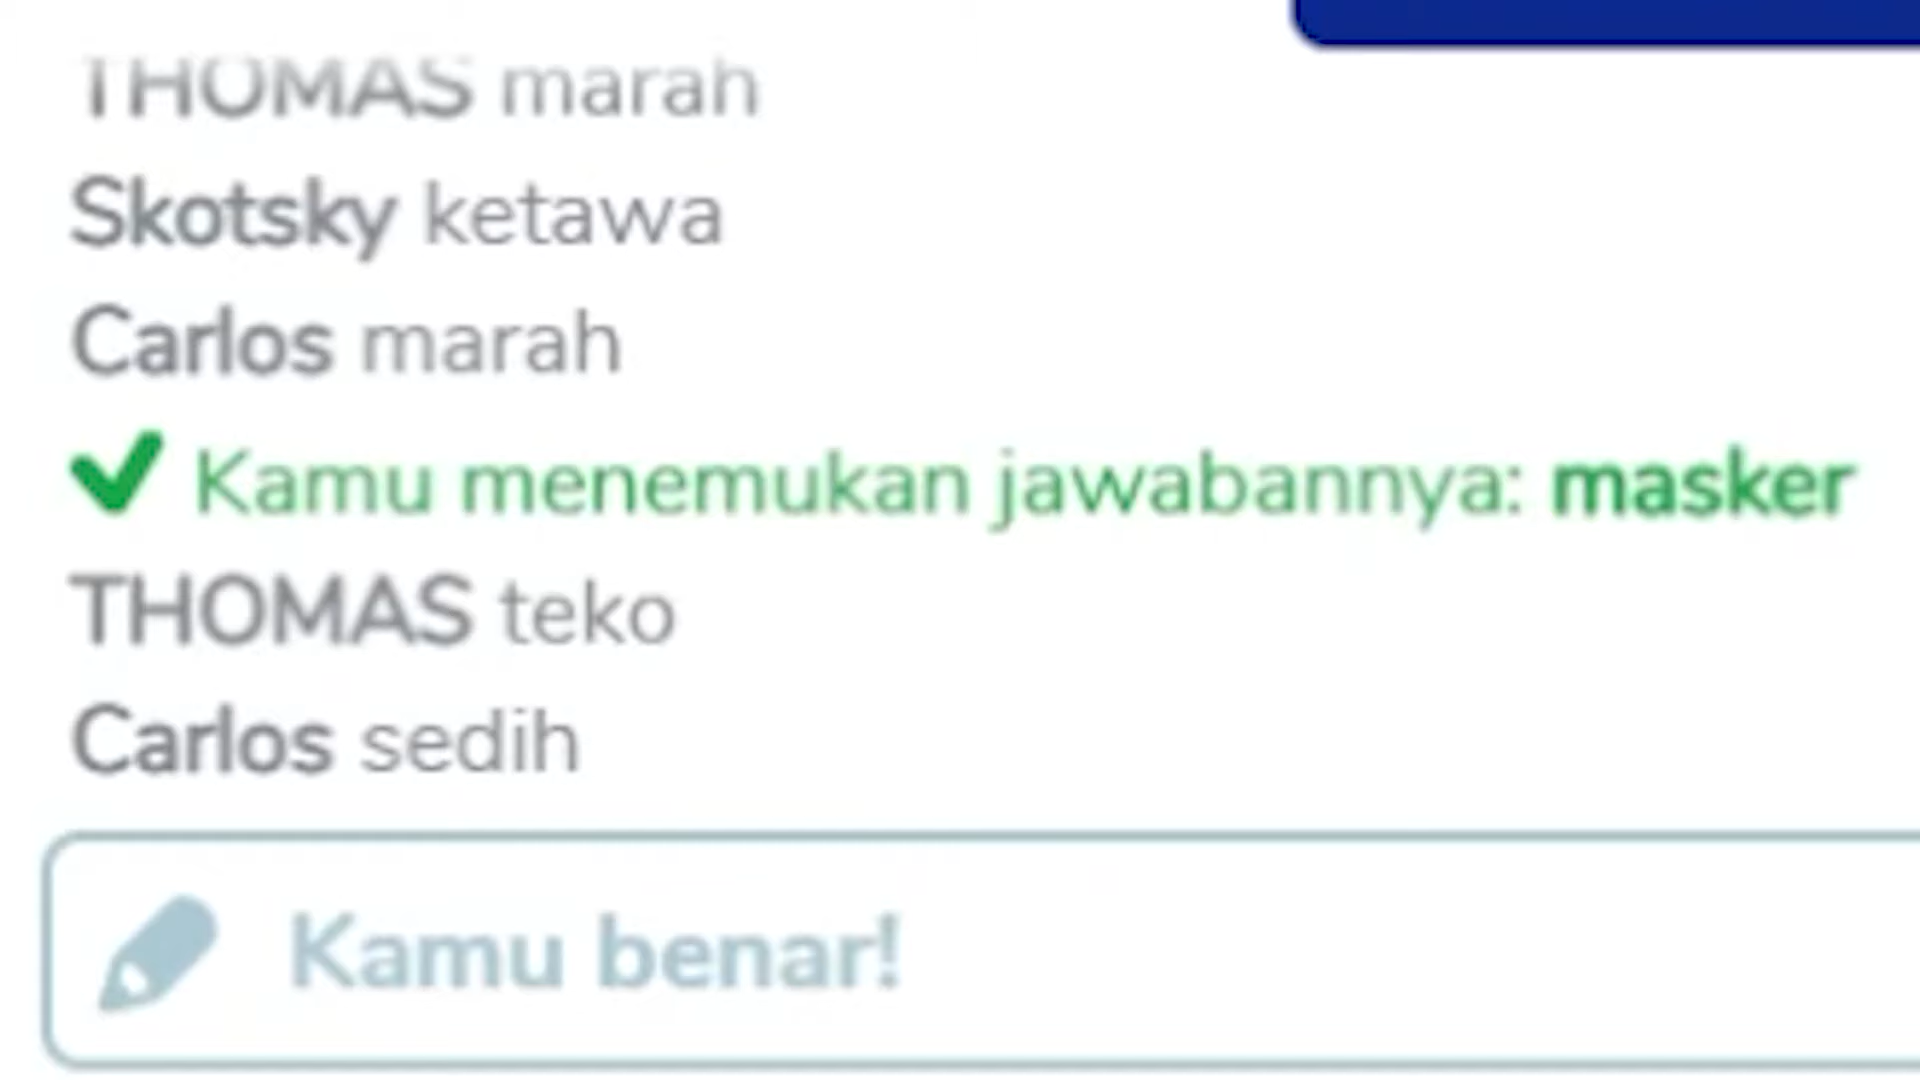 THOMAS marah
Skotsky ketawa
Carlos marah
Kamu menemukan jawabannya: masker
THOMAS teko
Carlos sedih
Kamu benar!